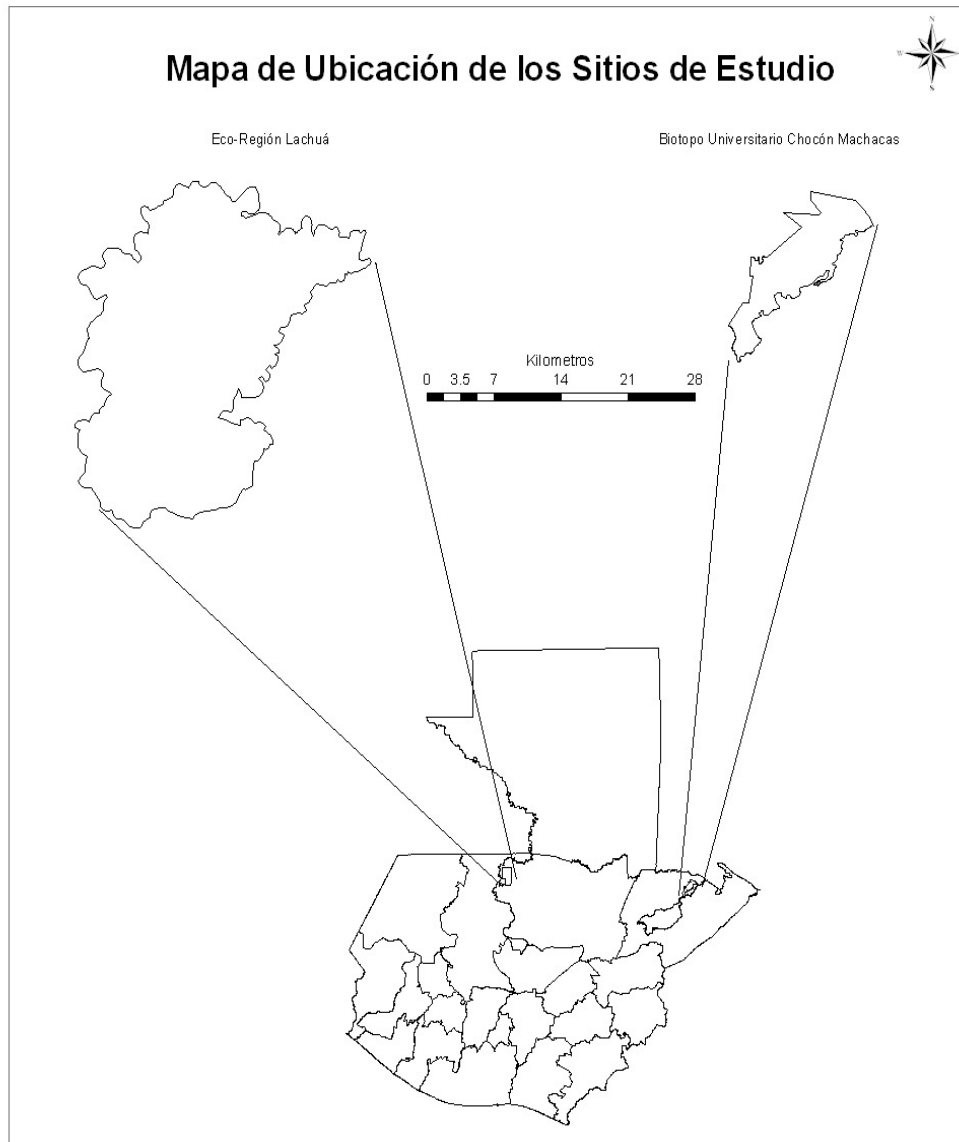 N
W
S
Mapa de Ubicación de los Sitios de Estudio
Eco-Región Lachuá
Biotopo Universitario Chocón Machacas
Kilometros
0 3.5 7 14 21 28